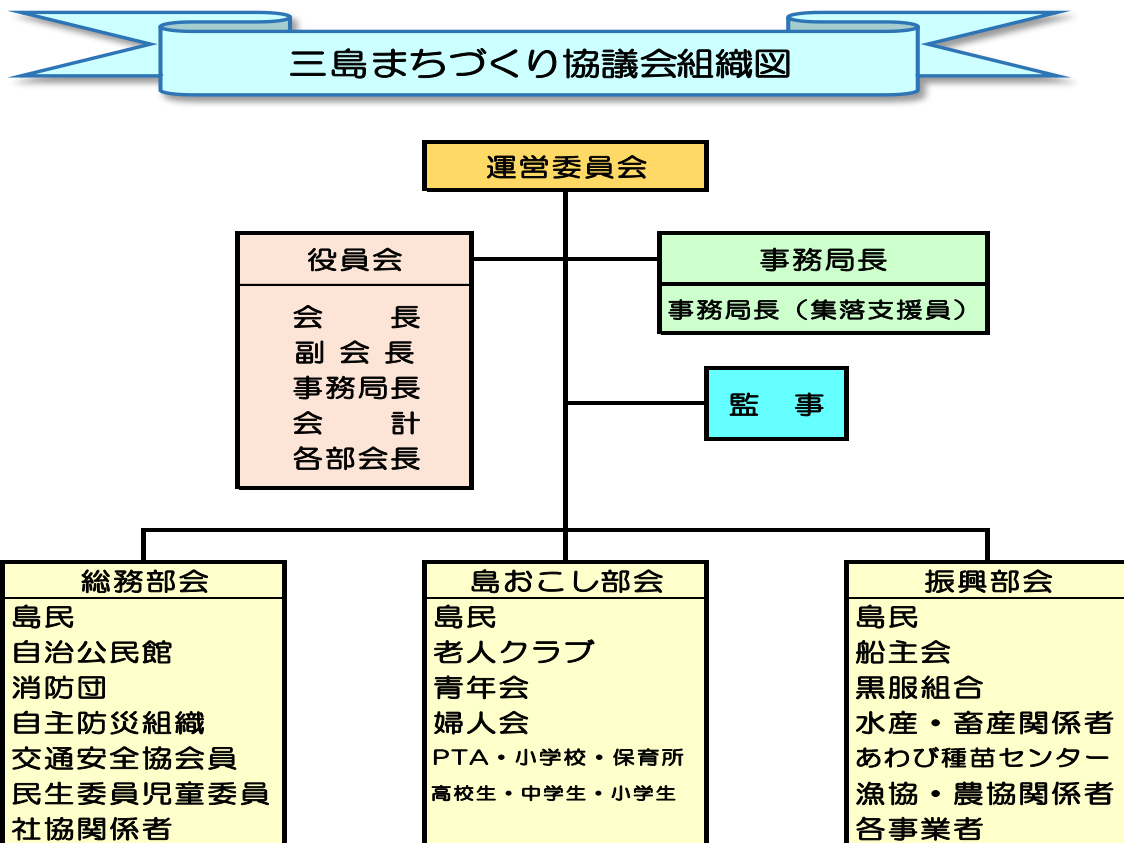 三島まちづくり協議会組織図
運営委員会
役員会
会　　長
副 会 長
事務局長
会　　計
各部会長
事務局長
事務局長（集落支援員）
監　事
総務部会
島民
自治公民館
消防団
自主防災組織
交通安全協会員
民生委員児童委員
社協関係者
島おこし部会
島民
老人クラブ
青年会
婦人会
PTA・小学校・保育所
高校生・中学生・小学生
振興部会
島民
船主会
黒服組合
水産・畜産関係者
あわび種苗センター
漁協・農協関係者
各事業者